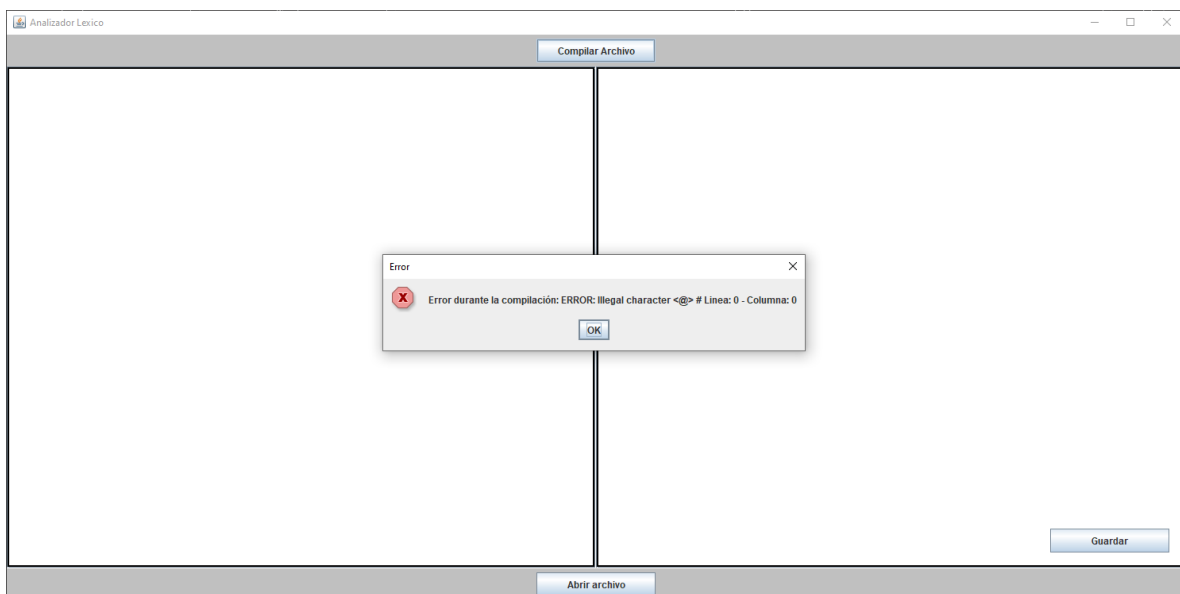 Analizador Lexico
Compilar Archivo
Error
Error durante la compilación: ERROR: Illegal character <@> # Linea: 0 - Columna: 0
OK
Guardar
Abrir archivo